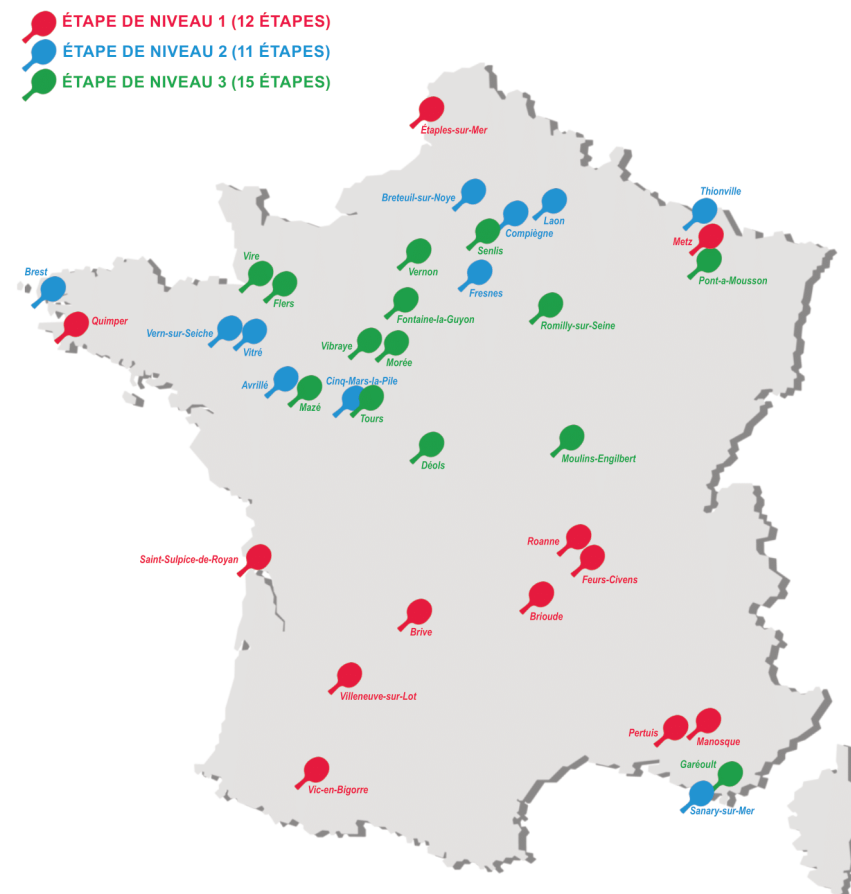 ÉTAPE DE NIVEAU 1 (12 ÉTAPES)
ÉTAPE DE NIVEAU 2 (11 ÉTAPES)
ÉTAPE DE NIVEAU 3 (15 ÉTAPES)
Étaples-sur-Mer
Breteuil-sur-Noye
Laon
Compiègne
Thionville
Metz
Pont-a-Mousson
Senlis
Vernon
Fresnes
Vire
Flers
Brest
Quimper
Fontaine-la-Guyon
Romilly-sur-Seine
Vern-sur-Seiche
Vitré
Vibraye
Morée
Avrillé
Mazé
Cinq-Mars-la-Pile
Tours
Déols
Moulins-Engilbert
Roanne
Feurs-Civens
Saint-Sulpice-de-Royan
Brioude
Brive
Villeneuve-sur-Lot
Pertuis
Manosque
Vic-en-Bigorre
Garéoult
Sanary-sur-Mer